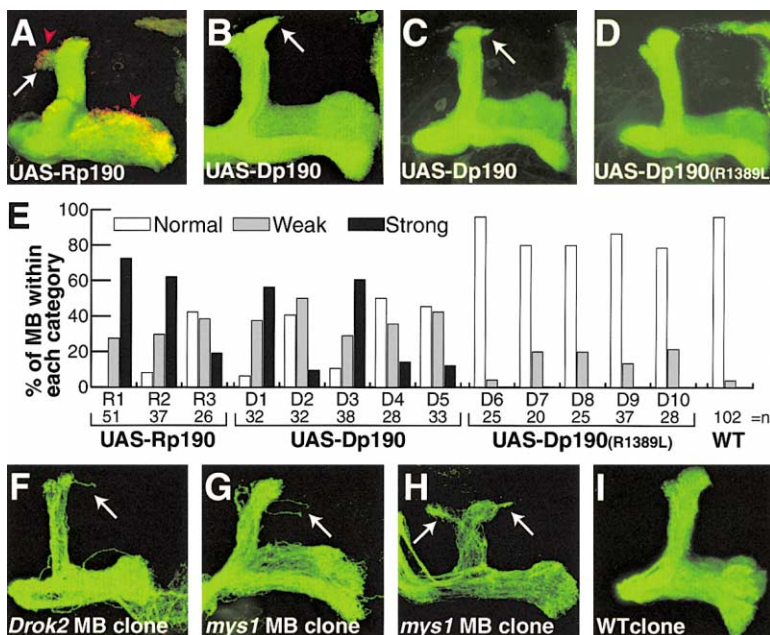 A
B
C
D
UAS-Rp190
UAS-Dp190
UAS-Dp190
UAS-Dp190(R1389L)
E
Normal
Weak
Strong
% of MB within
each category
100
80
60
40
20
0
R1 R2 R3 D1 D2 D3 D4 D5 D6 D7 D8 D9 D10
51 37 26 32 32 38 28 33 25 20 25 37 28 102 =n
UAS-Rp190 UAS-Dp190 UAS-Dp190(R1389L) WT
F
G
H
I
Drok2 MB clone
mys1 MB clone
mys1 MB clone
WTclone